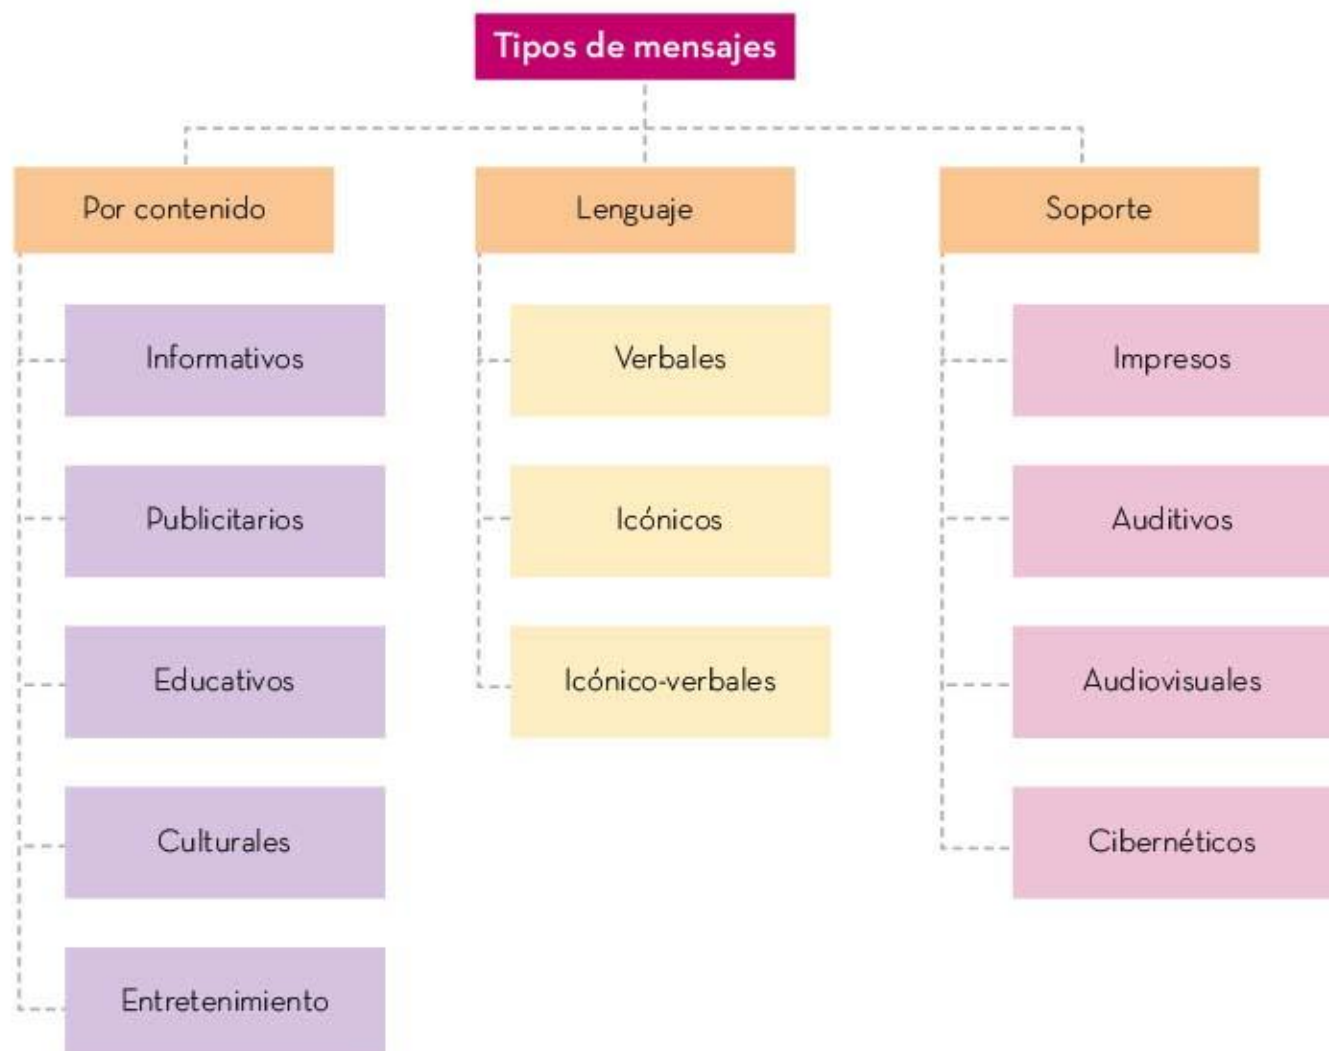 Tipos de mensajes
Por contenido
Informativos
Publicitarios
Educativos
Culturales
Entretenimiento
Lenguaje
Verbales
Icónicos
Icónico-verbales
Soporte
Impresos
Auditivos
Audiovisuales
Cibernéticos